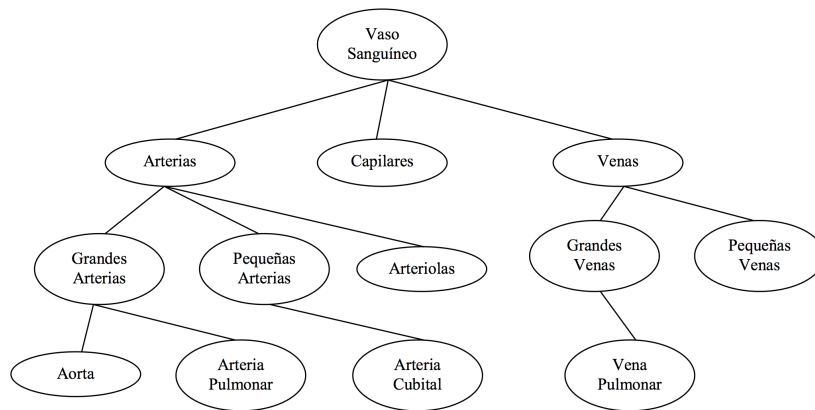 Vaso
Sanguíneo
Arterias
Capilares
Venas
Grandes
Arterias
Pequeñas
Arterias
Arteriolas
Grandes
Venas
Pequeñas
Venas
Aorta
Arteria
Pulmonar
Arteria
Cubital
Vena
Pulmonar